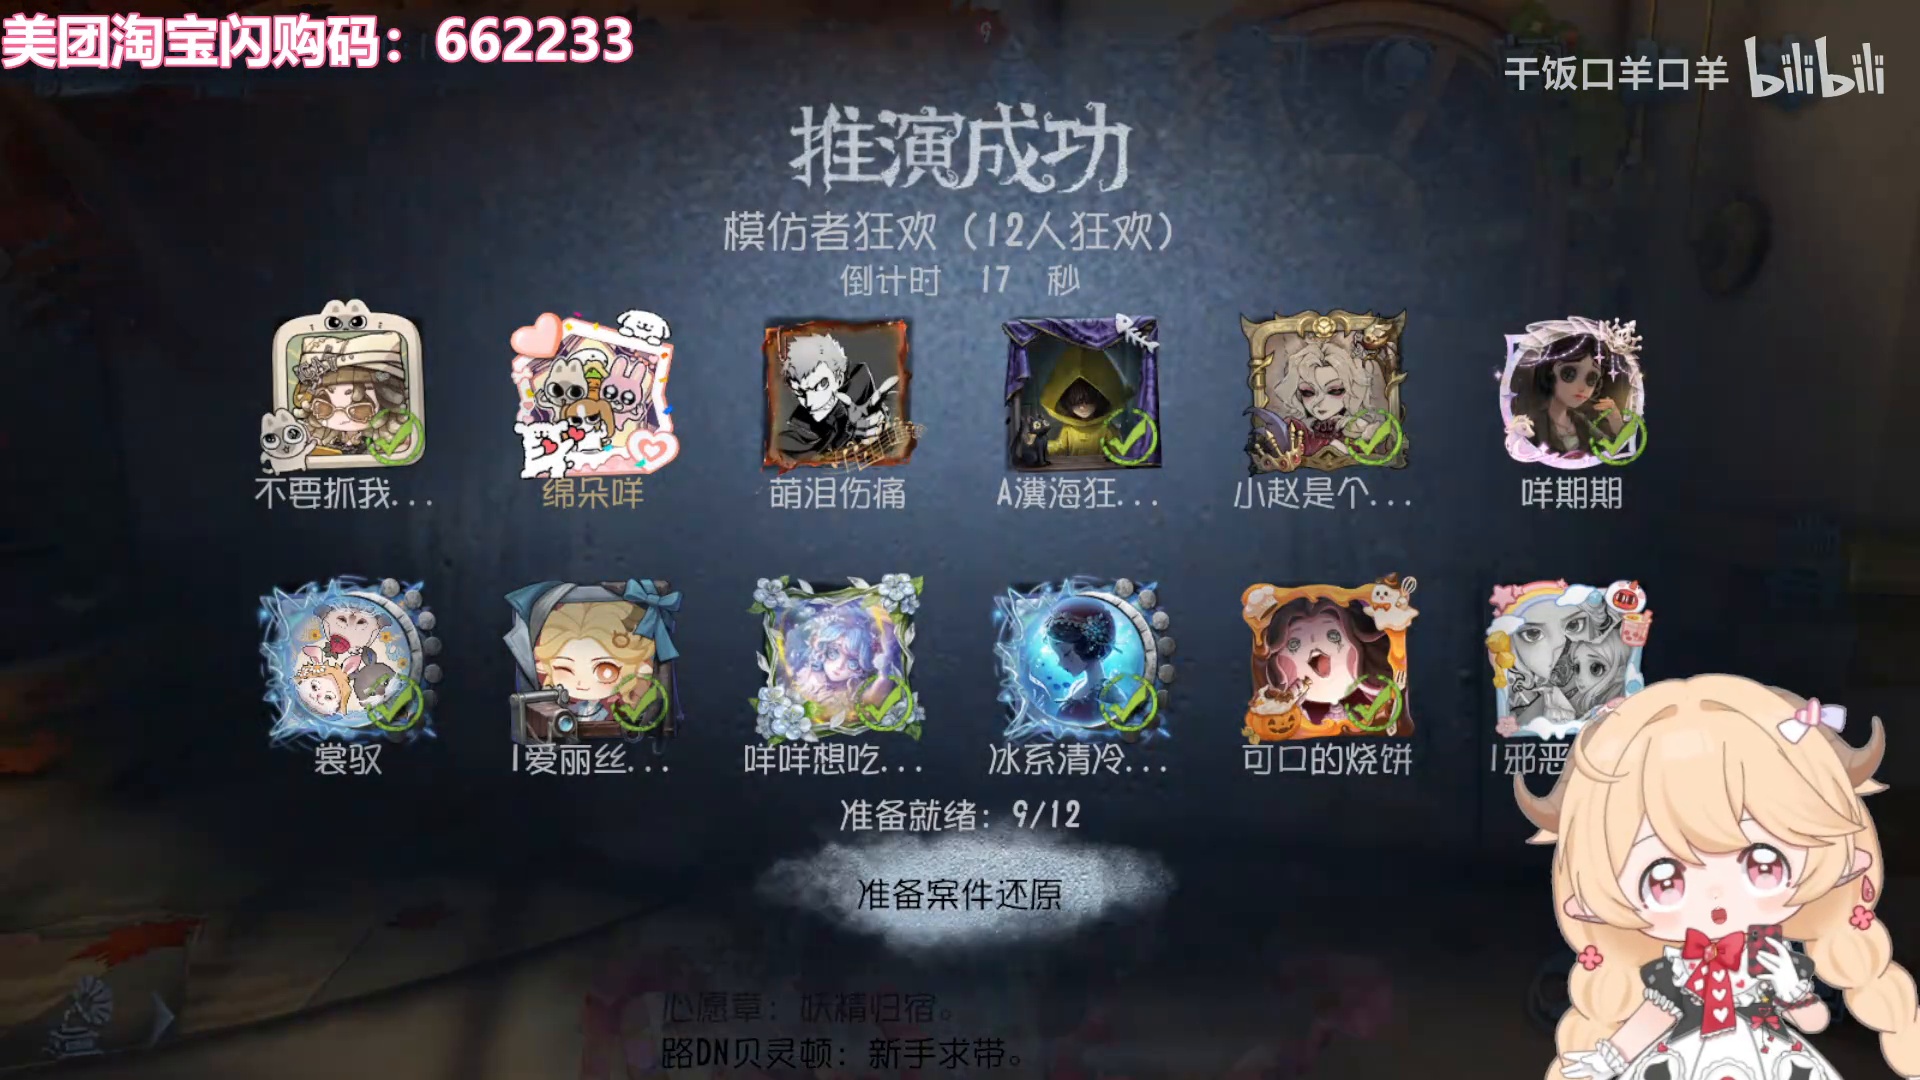 美团淘宝闪购码：662233
干饭口羊口羊 bilibili
推演成功
模仿者狂欢（12人狂欢）
倒计时 17 秒
不要抓我... 绵朵咩 萌泪伤痛 A瀵海狂... 小赵是个... 咩期期
裳驭 I爱丽丝... 咩咩想吃... 冰系清冷... 可口的烧饼 I邪恶
准备就绪：9/12
准备案件还原
心愿章：妖精归宿。
路DN贝灵顿：新手求带。